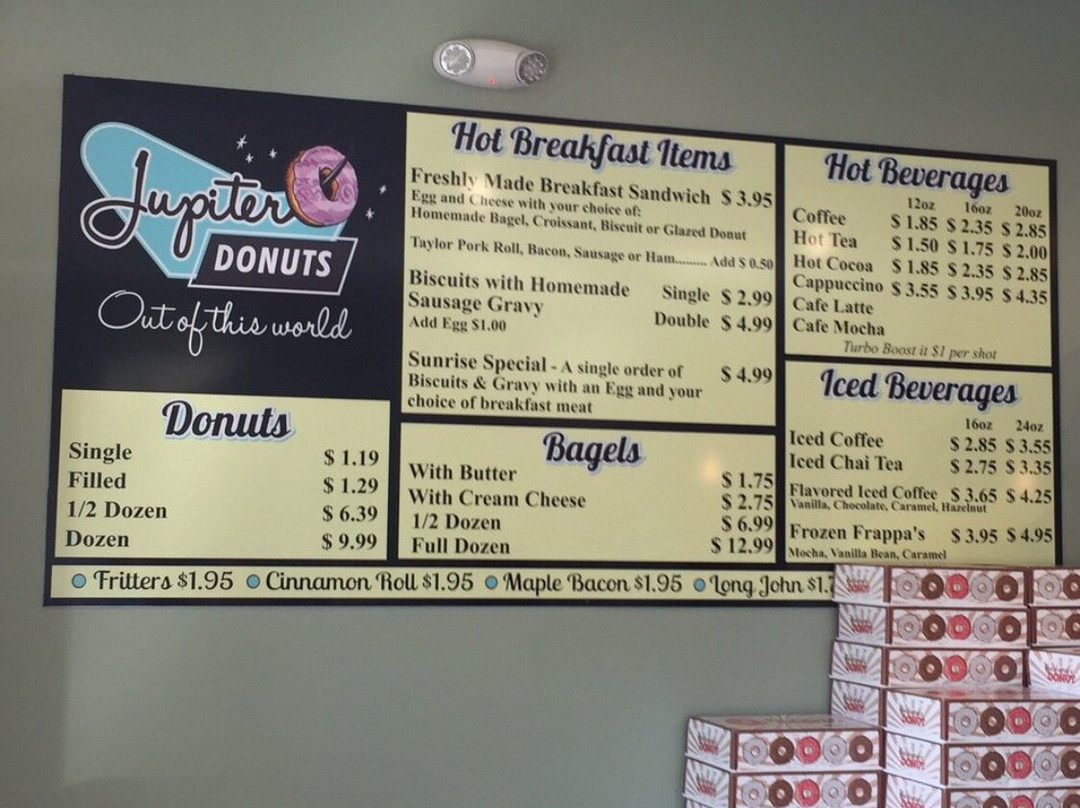 Jupiter
DONUTS
Out of this world
Donuts
Single $ 1.19
Filled $ 1.29
1/2 Dozen $ 6.39
Dozen $ 9.99
Hot Breakfast Items
Freshly Made Breakfast Sandwich $ 3.95
Egg and Cheese with your choice of:
Homemade Bagel, Croissant, Biscuit or Glazed Donut
Taylor Pork Roll, Bacon, Sausage or Ham.......... Add $ 0.50
Biscuits with Homemade Single $ 2.99
Sausage Gravy Double $ 4.99
Add Egg $1.00
Sunrise Special - A single order of $ 4.99
Biscuits & Gravy with an Egg and your
choice of breakfast meat
Bagels
With Butter $ 1.75
With Cream Cheese $ 2.75
1/2 Dozen $ 6.99
Full Dozen $ 12.99
Hot Beverages
12oz 16oz 20oz
Coffee $ 1.85 $ 2.35 $ 2.85
Hot Tea $ 1.50 $ 1.75 $ 2.00
Hot Cocoa $ 1.85 $ 2.35 $ 2.85
Cappuccino $ 3.55 $ 3.95 $ 4.35
Cafe Latte
Cafe Mocha
Turbo Boost it $1 per shot
Iced Beverages
16oz 24oz
Iced Coffee $ 2.85 $ 3.55
Iced Chai Tea $ 2.75 $ 3.35
Flavored Iced Coffee $ 3.65 $ 4.25
Vanilla, Chocolate, Caramel, Hazelnut
Frozen Frappa's $ 3.95 $ 4.95
Mocha, Vanilla Bean, Caramel
Fritters $1.95 Cinnamon Roll $1.95 Maple Bacon $1.95 Long John
DONUT